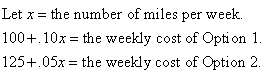 Let x = the number of miles per week.
100+.10x = the weekly cost of Option 1.
125+.05x = the weekly cost of Option 2.